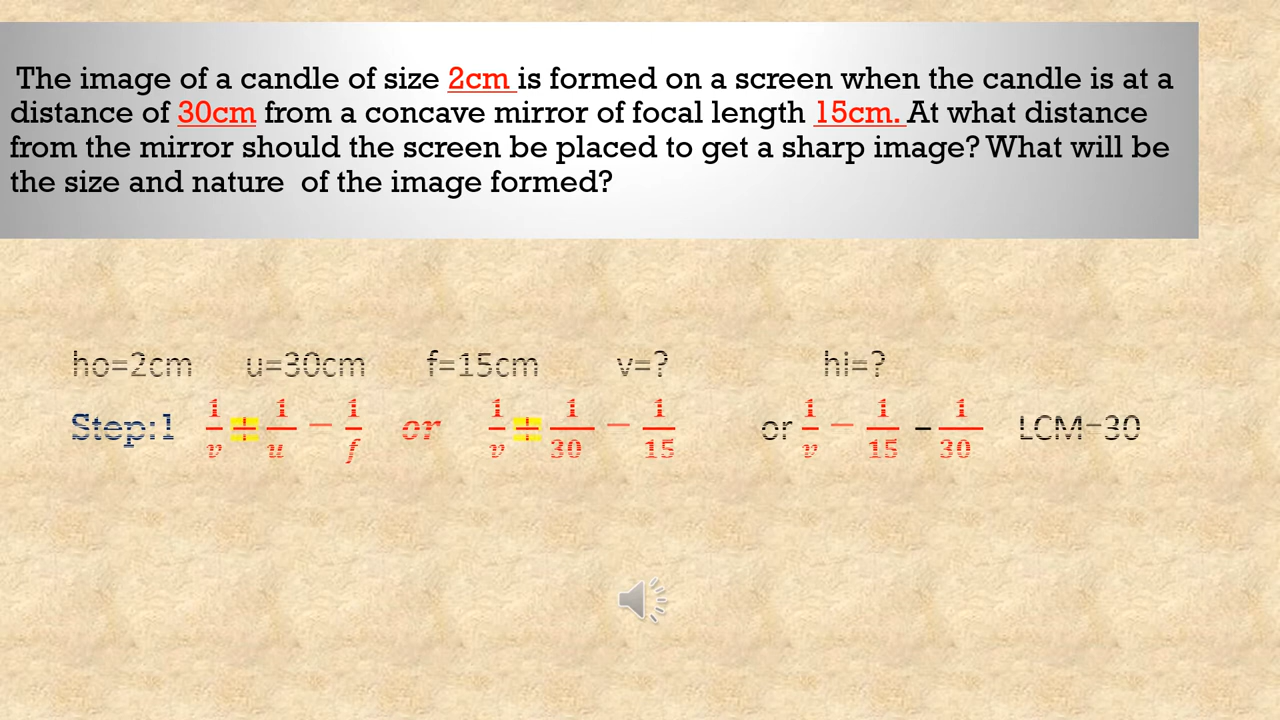 The image of a candle of size 2cm is formed on a screen when the candle is at a
distance of 30cm from a concave mirror of focal length 15cm. At what distance
from the mirror should the screen be placed to get a sharp image? What will be
the size and nature of the image formed?
ho=2cm u=30cm f=15cm v=? hi=?
Step:1 1/v + 1/u − 1/f or 1/v + 1/30 − 1/15 or 1/v − 1/15 − 1/30 LCM=30